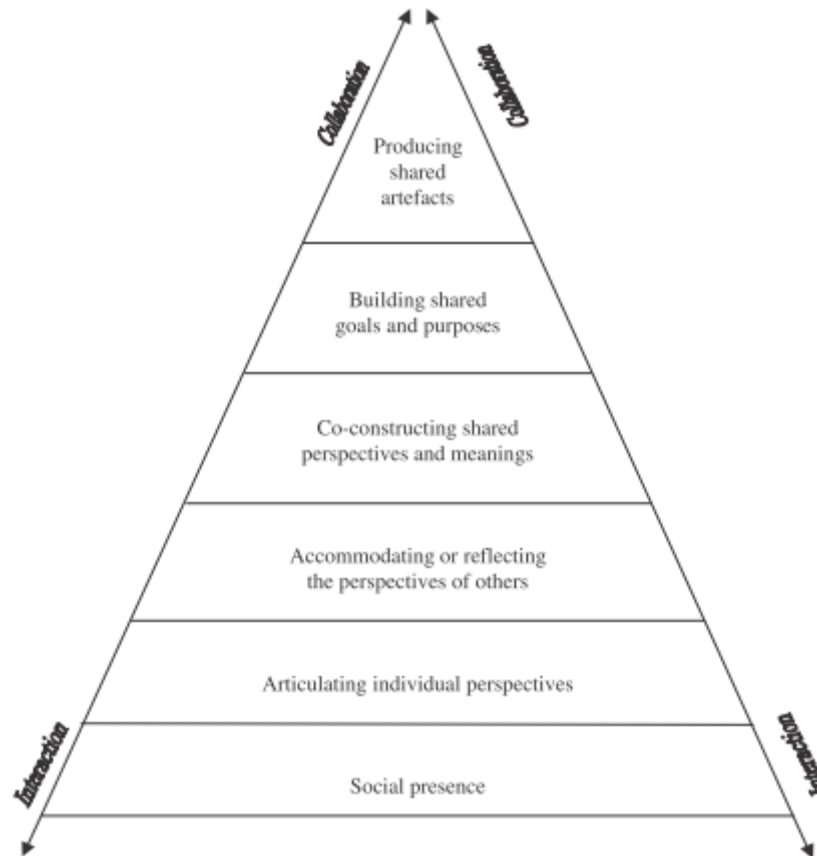 Collaboration
Collaboration
Producing
shared
artefacts
Building shared
goals and purposes
Co-constructing shared
perspectives and meanings
Accommodating or reflecting
the perspectives of others
Articulating individual perspectives
Interaction
Interaction
Social presence